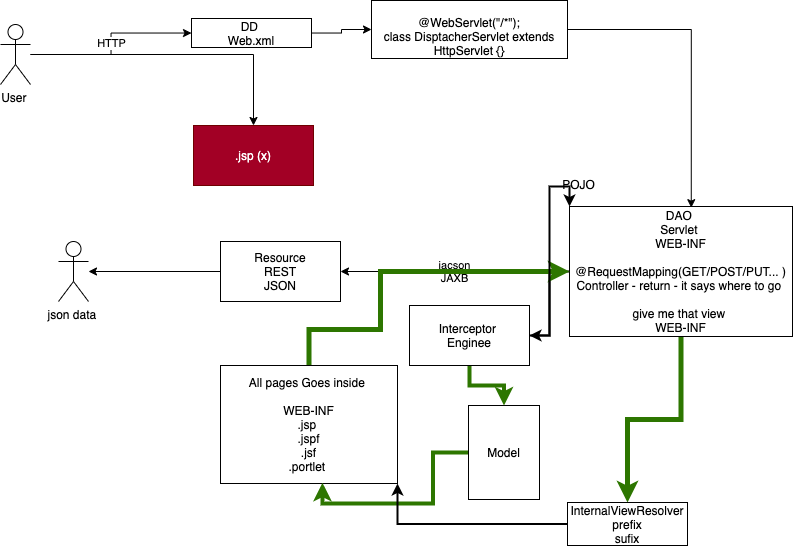 @WebServlet("/*");
class DisptacherServlet extends
HttpServlet {}
DD
Web.xml
HTTP
User
.jsp (x)
POJO
DAO
Servlet
WEB-INF
@RequestMapping(GET/POST/PUT... )
Controller - return - it says where to go
give me that view
WEB-INF
Resource
REST
JSON
jacson
JAXB
json data
Interceptor
Enginee
All pages Goes inside
WEB-INF
.jsp
.jspf
.jsf
.portlet
Model
InternalViewResolver
prefix
sufix